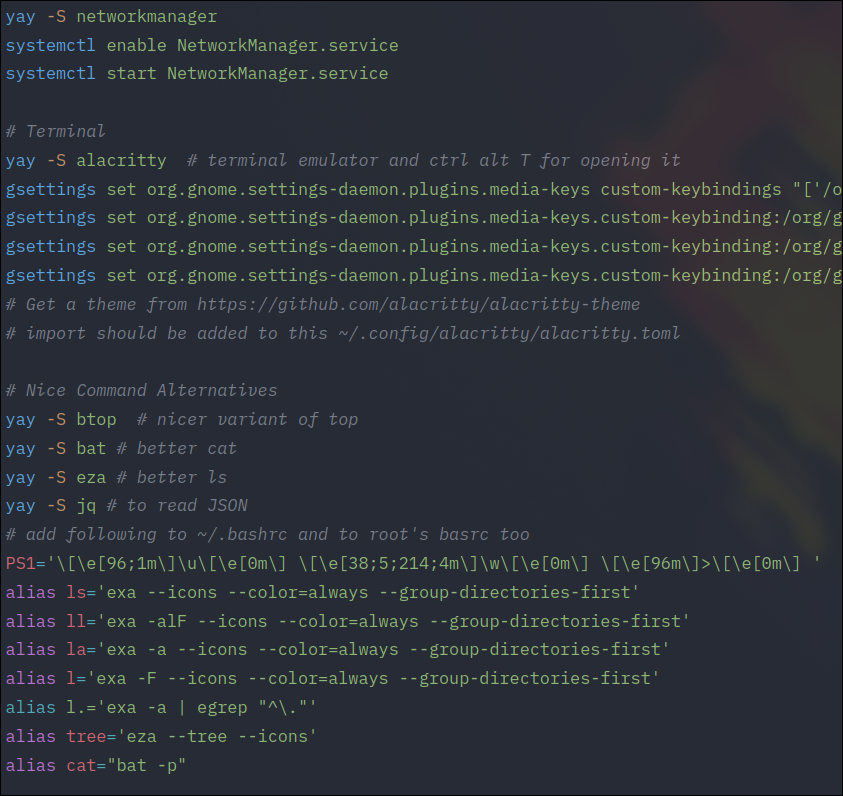 yay -S networkmanager
systemctl enable NetworkManager.service
systemctl start NetworkManager.service
# Terminal
yay -S alacritty  # terminal emulator and ctrl alt T for opening it
gsettings set org.gnome.settings-daemon.plugins.media-keys custom-keybindings "['/o
gsettings set org.gnome.settings-daemon.plugins.media-keys.custom-keybinding:/org/g
gsettings set org.gnome.settings-daemon.plugins.media-keys.custom-keybinding:/org/g
gsettings set org.gnome.settings-daemon.plugins.media-keys.custom-keybinding:/org/g
# Get a theme from https://github.com/alacritty/alacritty-theme
# import should be added to this ~/.config/alacritty/alacritty.toml
# Nice Command Alternatives
yay -S btop  # nicer variant of top
yay -S bat # better cat
yay -S eza # better ls
yay -S jq # to read JSON
# add following to ~/.bashrc and to root's basrc too
PS1='\[\e[96;1m\]\u\[\e[0m\] \[\e[38;5;214;4m\]\w\[\e[0m\] \[\e[96m\]>\[\e[0m\] '
alias ls='exa --icons --color=always --group-directories-first'
alias ll='exa -alF --icons --color=always --group-directories-first'
alias la='exa -a --icons --color=always --group-directories-first'
alias l='exa -F --icons --color=always --group-directories-first'
alias l.='exa -a | egrep "^\."'
alias tree='eza --tree --icons'
alias cat="bat -p"